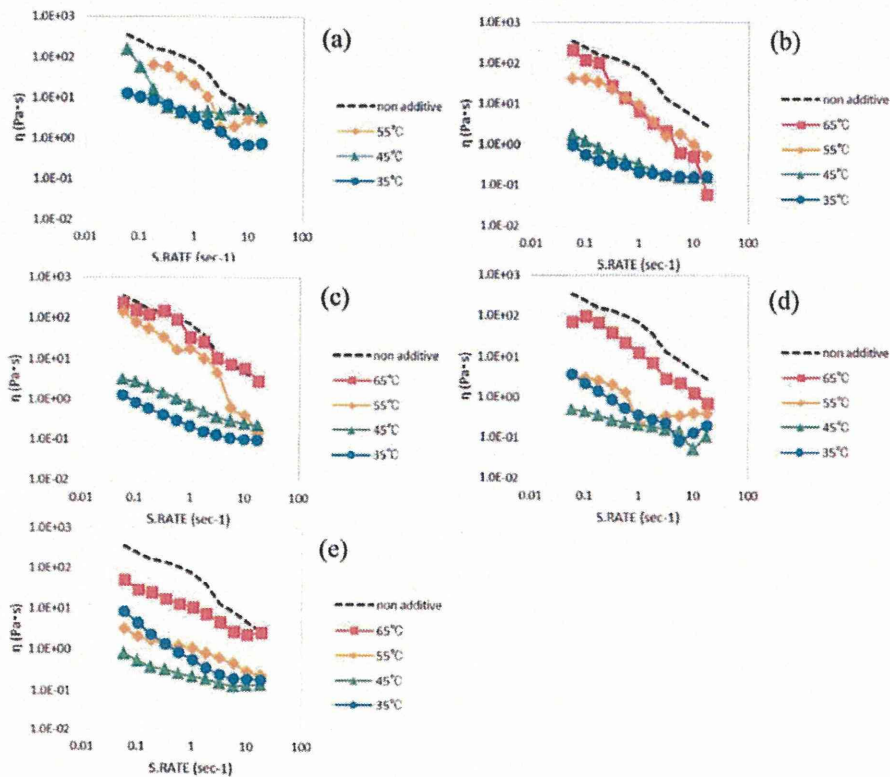 (a)
η (Pa•s)
1.0E+03
1.0E+02
1.0E+01
1.0E+00
1.0E-01
1.0E-02
0.01 0.1 1 10 100
S.RATE (sec-1)
non additive
55℃
45℃
35℃
(b)
η (Pa•s)
1.0E+03
1.0E+02
1.0E+01
1.0E+00
1.0E-01
1.0E-02
0.01 0.1 1 10 100
S.RATE (sec-1)
non additive
65℃
55℃
45℃
35℃
(c)
η (Pa•s)
1.0E+03
1.0E+02
1.0E+01
1.0E+00
1.0E-01
1.0E-02
0.01 0.1 1 10 100
S.RATE (sec-1)
non additive
65℃
55℃
45℃
35℃
(d)
η (Pa•s)
1.0E+03
1.0E+02
1.0E+01
1.0E+00
1.0E-01
1.0E-02
0.01 0.1 1 10 100
S.RATE (sec-1)
non additive
65℃
55℃
45℃
35℃
(e)
η (Pa•s)
1.0E+03
1.0E+02
1.0E+01
1.0E+00
1.0E-01
1.0E-02
0.01 0.1 1 10 100
S.RATE (sec-1)
non additive
65℃
55℃
45℃
35℃